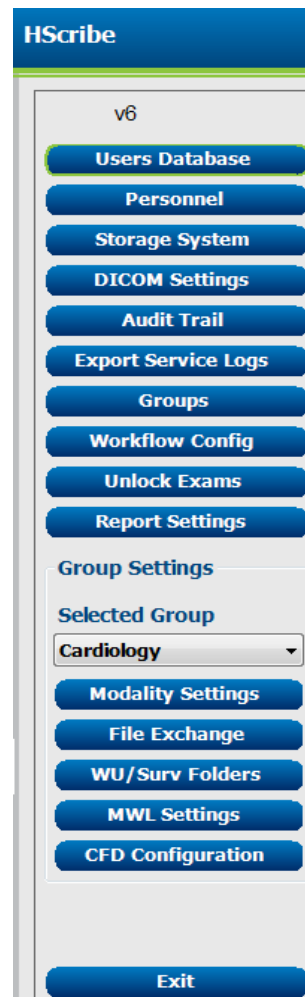 HScribe
v6
Users Database
Personnel
Storage System
DICOM Settings
Audit Trail
Export Service Logs
Groups
Workflow Config
Unlock Exams
Report Settings
Group Settings
Selected Group
Cardiology
Modality Settings
File Exchange
WU/Surv Folders
MWL Settings
CFD Configuration
Exit